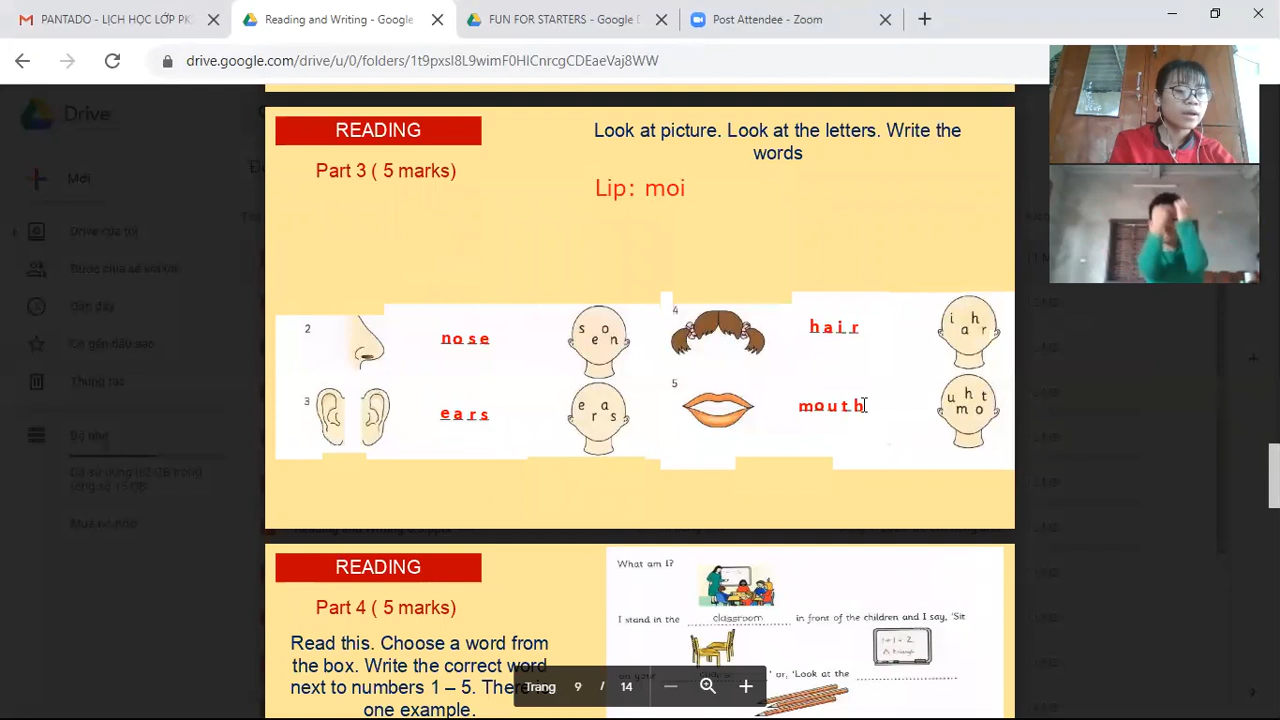 PANTADO - LỊCH HỌC LỚP PK
Reading and Writing - Google
FUN FOR STARTERS - Google D
Post Attendee - Zoom
drive.google.com/drive/u/0/folders/1t9pxsI8L9wimF0HICnrcgCDEaeVaj8WW
Drive
READING
Look at picture. Look at the letters. Write the
words
Part 3 ( 5 marks)
Lip: moi
2
nose
s o
e n
4
hair
i h
a r
3
ears
e a
r s
5
mouth
u h t
m o
READING
Part 4 ( 5 marks)
Read this. Choose a word from
the box. Write the correct word
next to numbers 1 – 5. There is
one example.
What am I?
I stand in the classroom in front of the children and I say, 'Sit
' or, 'Look at the
Trang 9 / 14